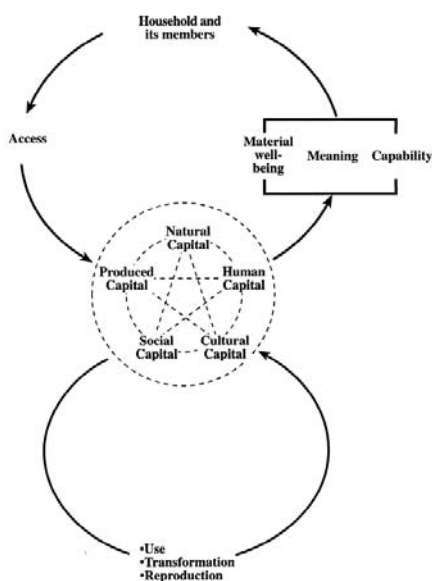 Household and
its members
Access
Material
well-
being
Meaning
Capability
Natural
Capital
Produced
Capital
Human
Capital
Social
Capital
Cultural
Capital
•Use
•Transformation
•Reproduction